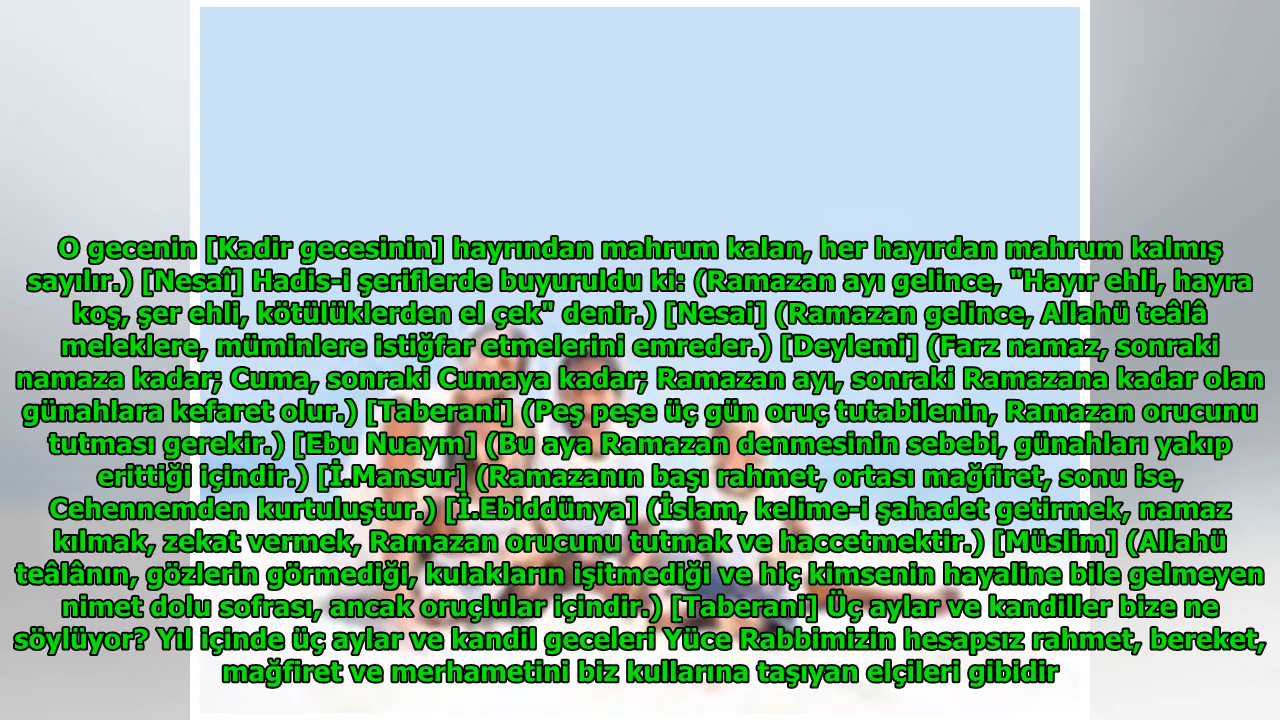 O gecenin [Kadir gecesinin] hayrından mahrum kalan, her hayırdan mahrum kalmış
sayılır.) [Nesaî] Hadis-i şeriflerde buyuruldu ki: (Ramazan ayı gelince, "Hayır ehli, hayra
koş, şer ehli, kötülüklerden el çek" denir.) [Nesai] (Ramazan gelince, Allahü teâlâ
meleklere, müminlere istiğfar etmelerini emreder.) [Deylemi] (Farz namaz, sonraki
namaza kadar; Cuma, sonraki Cumaya kadar; Ramazan ayı, sonraki Ramazana kadar olan
günahlara kefaret olur.) [Taberani] (Peş peşe üç gün oruç tutabilenin, Ramazan orucunu
tutması gerekir.) [Ebu Nuaym] (Bu aya Ramazan denmesinin sebebi, günahları yakıp
erittiği içindir.) [İ.Mansur] (Ramazanın başı rahmet, ortası mağfiret, sonu ise,
Cehennemden kurtuluştur.) [İ.Ebiddünya] (İslam, kelime-i şahadet getirmek, namaz
kılmak, zekat vermek, Ramazan orucunu tutmak ve haccetmektir.) [Müslim] (Allahü
teâlânın, gözlerin görmediği, kulakların işitmediği ve hiç kimsenin hayaline bile gelmeyen
nimet dolu sofrası, ancak oruçlular içindir.) [Taberani] Üç aylar ve kandiller bize ne
söylüyor? Yıl içinde üç aylar ve kandil geceleri Yüce Rabbimizin hesapsız rahmet, bereket,
mağfiret ve merhametini biz kullarına taşıyan elçileri gibidir